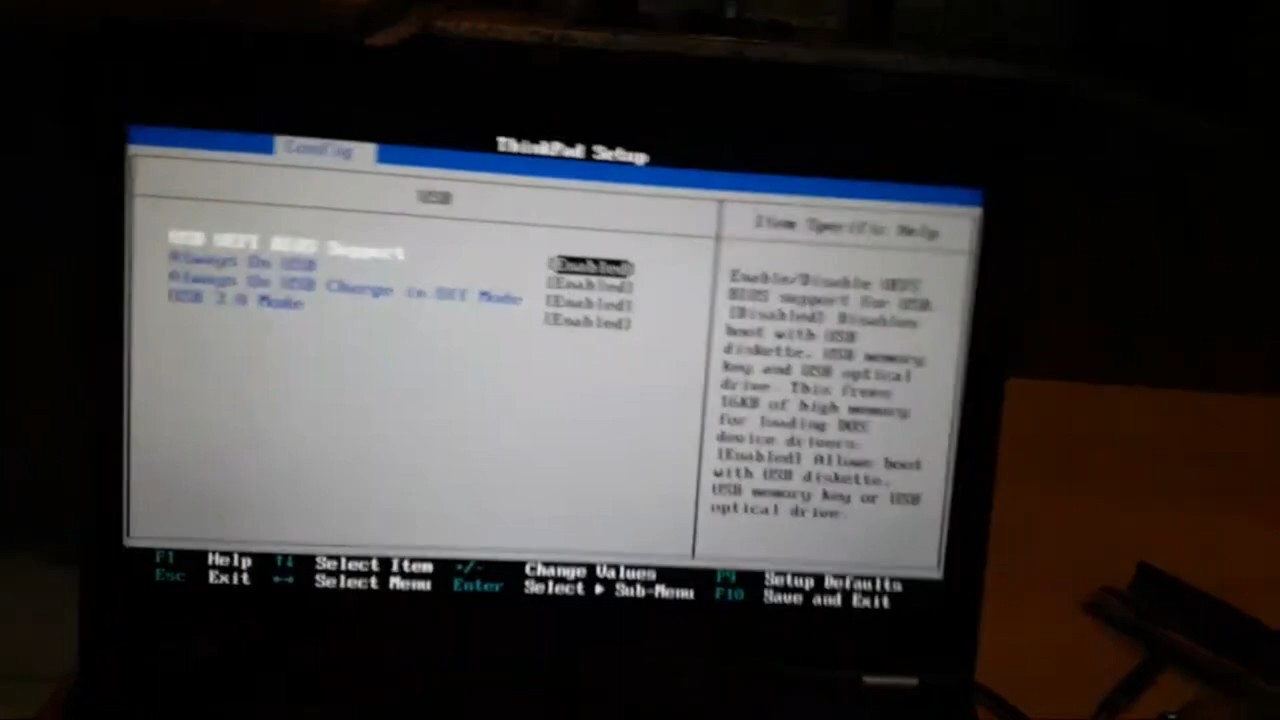 ThinkPad Setup
Config
USB
Item Specific Help
USB UEFI BIOS Support [Enabled]
Always On USB [Enabled]
Always On USB Charge in Off Mode [Enabled]
USB 3.0 Mode [Enabled]
Enable/Disable UEFI
BIOS support for USB.
[Disabled] Disables
boot with USB
diskette, USB memory
key and USB optical
drive. This frees
16KB of high memory
for loading DOS
device drivers.
[Enabled] Allows boot
with USB diskette,
USB memory key or USB
optical drive.
F1 Help ↑↓ Select Item -/- Change Values F9 Setup Defaults
Esc Exit ←→ Select Menu Enter Select ▶ Sub-Menu F10 Save and Exit